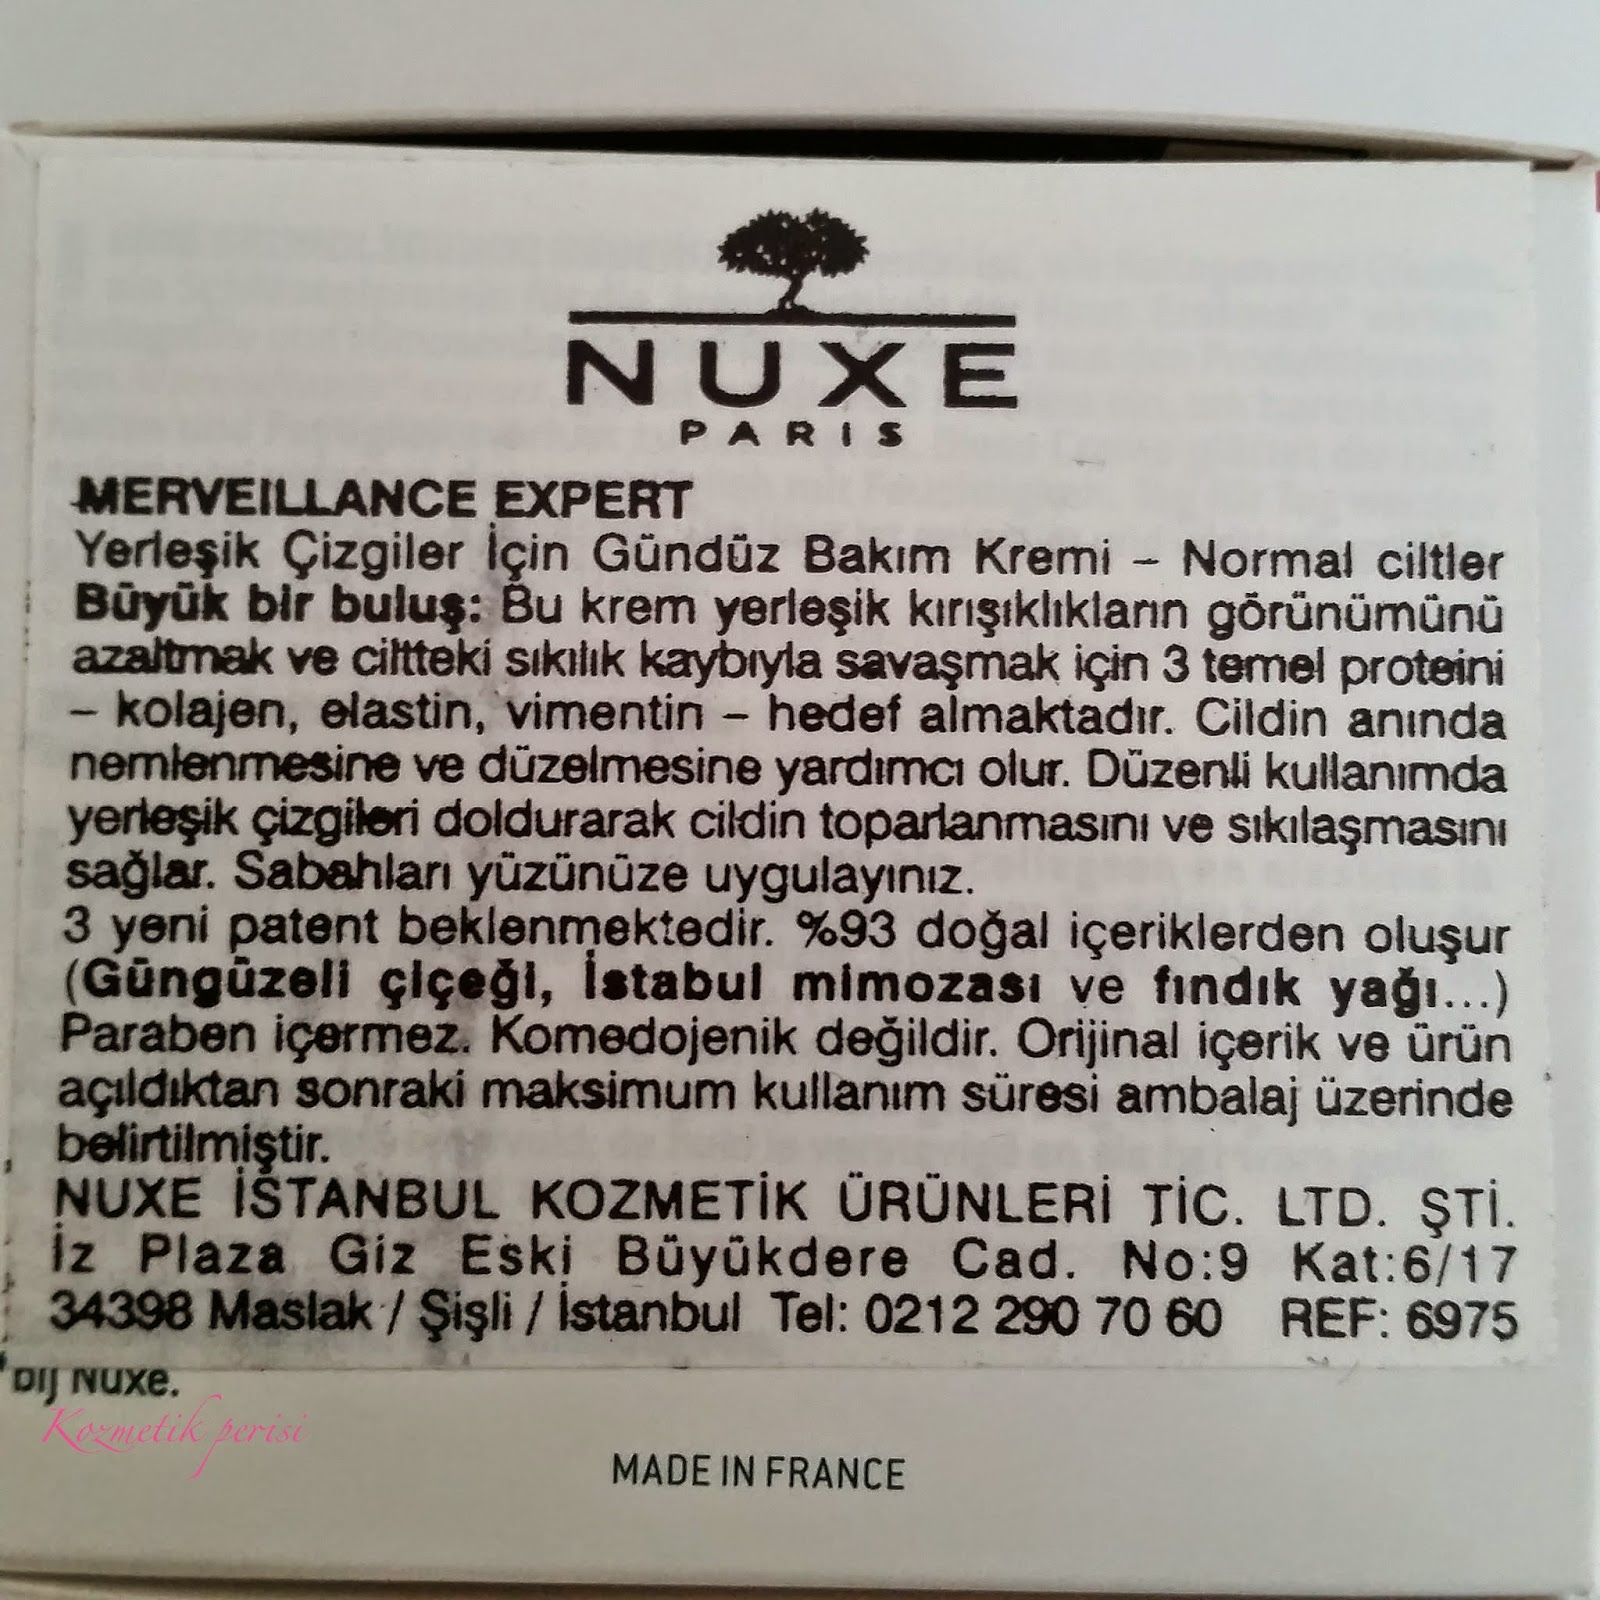 NUXE
PARIS
MERVEILLANCE EXPERT
Yerleşik Çizgiler İçin Gündüz Bakım Kremi – Normal ciltler
Büyük bir buluş: Bu krem yerleşik kırışıklıkların görünümünü
azaltmak ve ciltteki sıkılık kaybıyla savaşmak için 3 temel proteini
– kolajen, elastin, vimentin – hedef almaktadır. Cildin anında
nemlenmesine ve düzelmesine yardımcı olur. Düzenli kullanımda
yerleşik çizgileri doldurarak cildin toparlanmasını ve sıkılaşmasını
sağlar. Sabahları yüzünüze uygulayınız.
3 yeni patent beklenmektedir. %93 doğal içeriklerden oluşur
(Güngüzeli çiçeği, İstabul mimozası ve fındık yağı...)
Paraben içermez. Komedojenik değildir. Orijinal içerik ve ürün
açıldıktan sonraki maksimum kullanım süresi ambalaj üzerinde
belirtilmiştir.
NUXE İSTANBUL KOZMETİK ÜRÜNLERİ TİC. LTD. ŞTİ.
İz Plaza Giz Eski Büyükdere Cad. No:9 Kat:6/17
34398 Maslak / Şişli / İstanbul Tel: 0212 290 70 60 REF: 6975
bij Nuxe.
Kozmetik perisi
MADE IN FRANCE